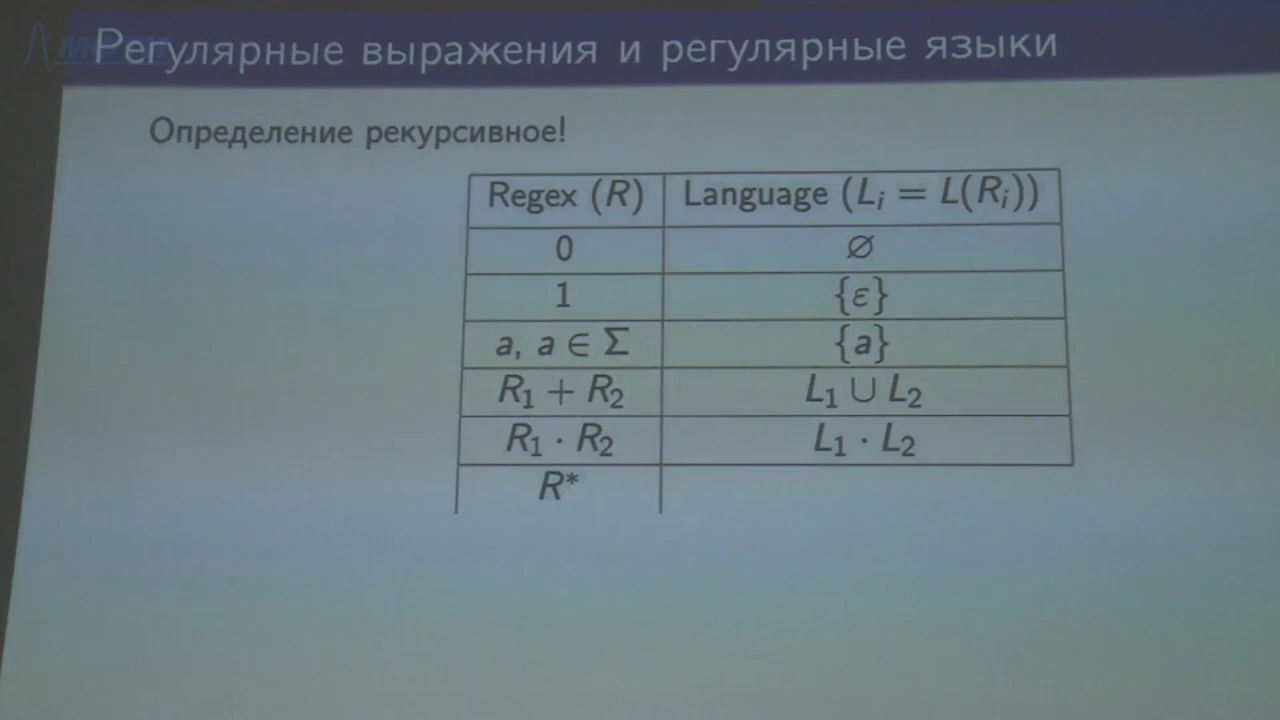 Регулярные выражения и регулярные языки
Определение рекурсивное!
Regex (R) Language (Lᵢ = L(Rᵢ))
0 ∅
1 {ε}
a, a ∈ Σ {a}
R₁ + R₂ L₁ ∪ L₂
R₁ · R₂ L₁ · L₂
R*